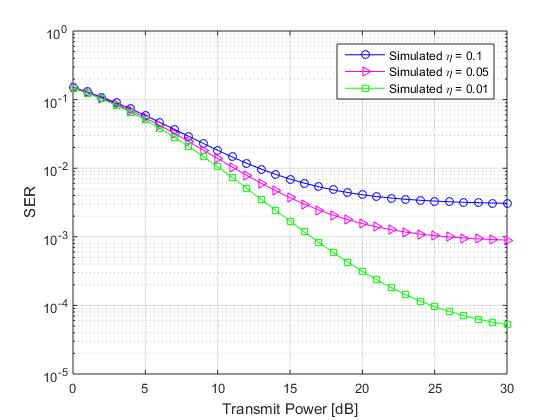 10^0
10^-1
10^-2
10^-3
10^-4
10^-5
SER
Simulated η = 0.1
Simulated η = 0.05
Simulated η = 0.01
0 5 10 15 20 25 30
Transmit Power [dB]